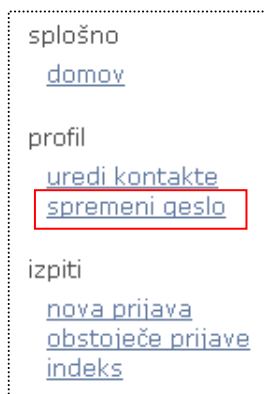 splošno
domov
profil
uredi kontakte
spremeni geslo
izpiti
nova prijava
obstoječe prijave
indeks